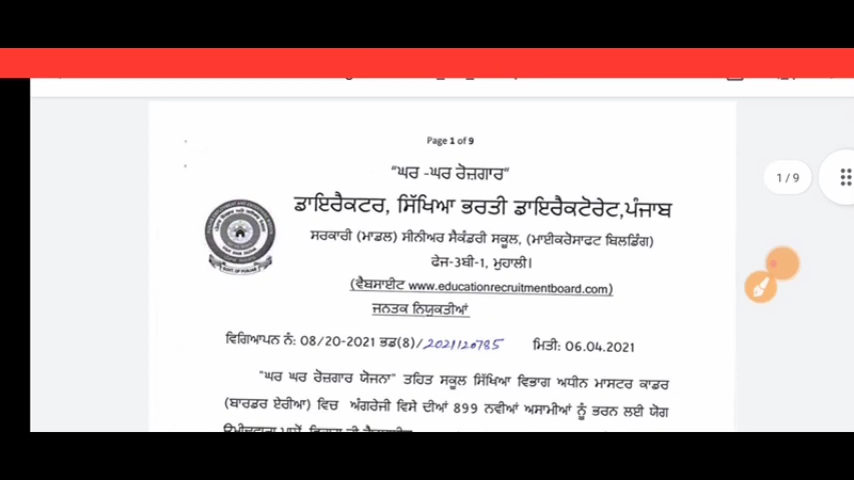 Page 1 of 9
"ਘਰ -ਘਰ ਰੋਜ਼ਗਾਰ"
ਡਾਇਰੈਕਟਰ, ਸਿੱਖਿਆ ਭਰਤੀ ਡਾਇਰੈਕਟੋਰੇਟ,ਪੰਜਾਬ
ਸਰਕਾਰੀ (ਮਾਡਲ) ਸੀਨੀਅਰ ਸੈਕੰਡਰੀ ਸਕੂਲ, (ਮਾਈਕਰੋਸਾਫਟ ਬਿਲਡਿੰਗ)
ਫੇਜ-3ਬੀ-1, ਮੁਹਾਲੀ।
(ਵੈਬਸਾਈਟ www.educationrecruitmentboard.com)
ਜਨਤਕ ਨਿਯੁਕਤੀਆਂ
ਵਿਗਿਆਪਨ ਨੰ: 08/20-2021 ਭਡ(8)/2021120785 ਮਿਤੀ: 06.04.2021
"ਘਰ ਘਰ ਰੋਜ਼ਗਾਰ ਯੋਜਨਾ" ਤਹਿਤ ਸਕੂਲ ਸਿੱਖਿਆ ਵਿਭਾਗ ਅਧੀਨ ਮਾਸਟਰ ਕਾਡਰ
(ਬਾਰਡਰ ਏਰੀਆ) ਵਿਚ ਅੰਗਰੇਜੀ ਵਿਸੇ ਦੀਆਂ 899 ਨਵੀਆਂ ਅਸਾਮੀਆਂ ਨੂੰ ਭਰਨ ਲਈ ਯੋਗ
1 / 9